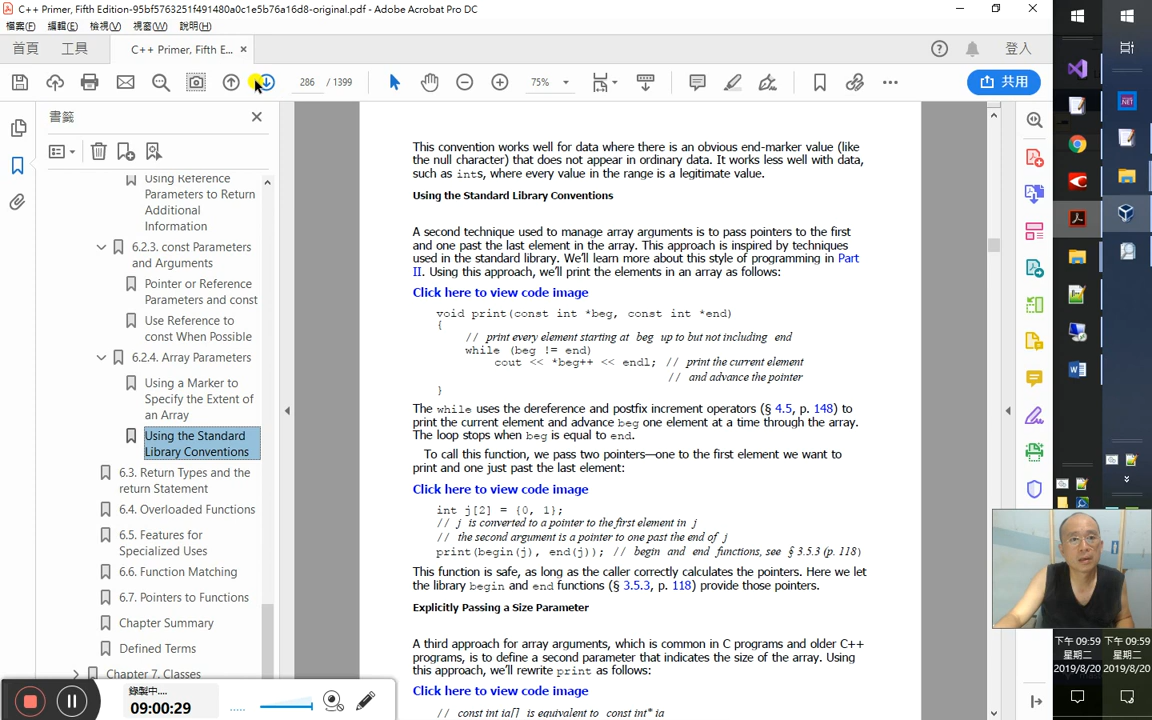 C++ Primer, Fifth Edition-95bf5763251f491480a0c1e5b76a16d8-original.pdf - Adobe Acrobat Pro DC
檔案(F) 編輯(E) 檢視(V) 視窗(W) 說明(H)
首頁 工具 C++ Primer, Fifth E... × 登入
286 / 1399 75% 共用
書籤
Using Reference
Parameters to Return
Additional
Information
6.2.3. const Parameters
and Arguments
Pointer or Reference
Parameters and const
Use Reference to
const When Possible
6.2.4. Array Parameters
Using a Marker to
Specify the Extent of
an Array
Using the Standard
Library Conventions
6.3. Return Types and the
return Statement
6.4. Overloaded Functions
6.5. Features for
Specialized Uses
6.6. Function Matching
6.7. Pointers to Functions
Chapter Summary
Defined Terms
Chapter 7. Classes
This convention works well for data where there is an obvious end-marker value (like
the null character) that does not appear in ordinary data. It works less well with data,
such as ints, where every value in the range is a legitimate value.
Using the Standard Library Conventions
A second technique used to manage array arguments is to pass pointers to the first
and one past the last element in the array. This approach is inspired by techniques
used in the standard library. We'll learn more about this style of programming in Part
II. Using this approach, we'll print the elements in an array as follows:
Click here to view code image
void print(const int *beg, const int *end)
{
// print every element starting at beg up to but not including end
while (beg != end)
cout << *beg++ << endl; // print the current element
// and advance the pointer
}
The while uses the dereference and postfix increment operators (§ 4.5, p. 148) to
print the current element and advance beg one element at a time through the array.
The loop stops when beg is equal to end.
To call this function, we pass two pointers—one to the first element we want to
print and one just past the last element:
Click here to view code image
int j[2] = {0, 1};
// j is converted to a pointer to the first element in j
// the second argument is a pointer to one past the end of j
print(begin(j), end(j)); // begin and end functions, see § 3.5.3 (p. 118)
This function is safe, as long as the caller correctly calculates the pointers. Here we let
the library begin and end functions (§ 3.5.3, p. 118) provide those pointers.
Explicitly Passing a Size Parameter
A third approach for array arguments, which is common in C programs and older C++
programs, is to define a second parameter that indicates the size of the array. Using
this approach, we'll rewrite print as follows:
Click here to view code image
// const int ia[] is equivalent to const int* ia
錄製中....
09:00:29
下午 09:59 下午 09:59
星期二 星期二
2019/8/20 2019/8/20